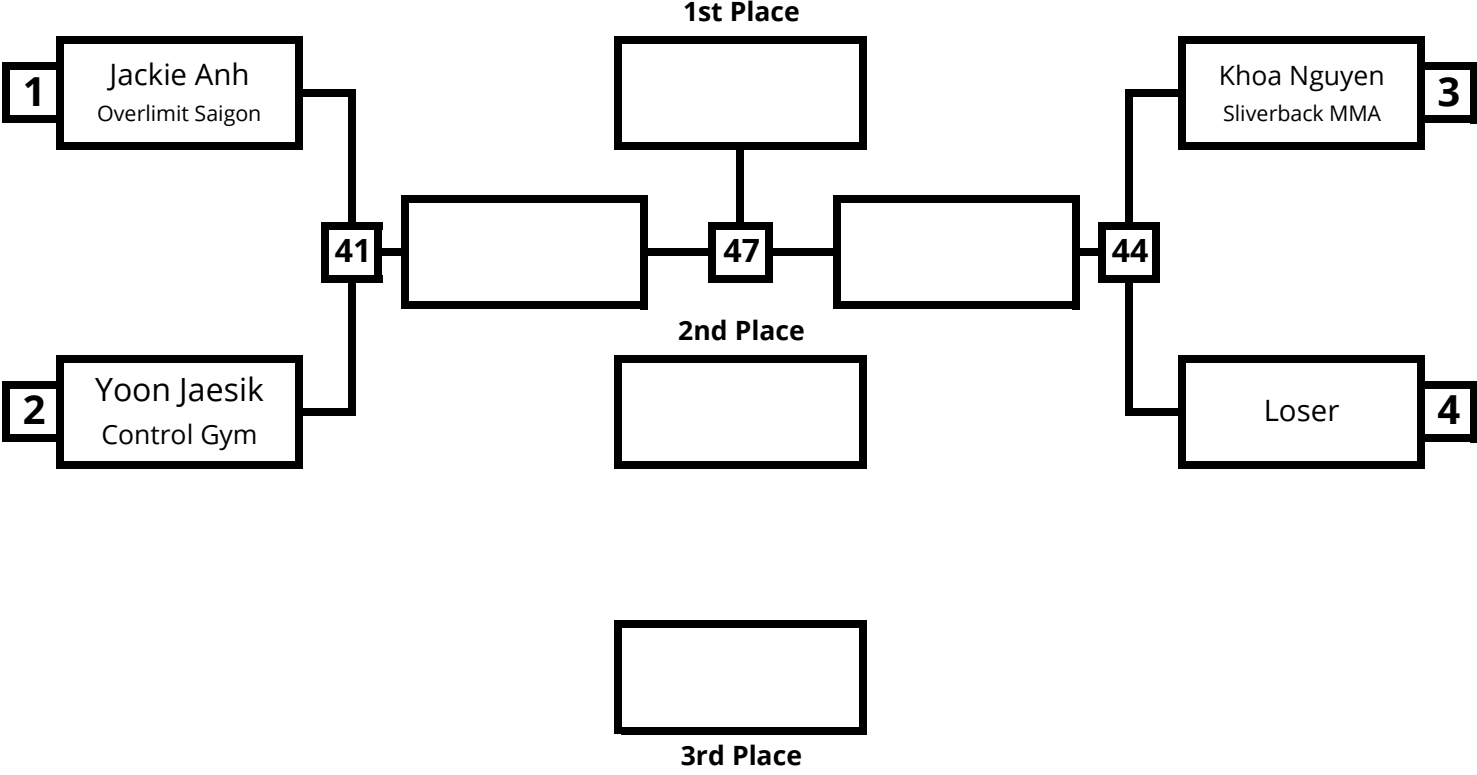 1st Place
1
Jackie Anh
Overlimit Saigon
Khoa Nguyen
Sliverback MMA
3
41
47
44
2nd Place
2
Yoon Jaesik
Control Gym
Loser
4
3rd Place